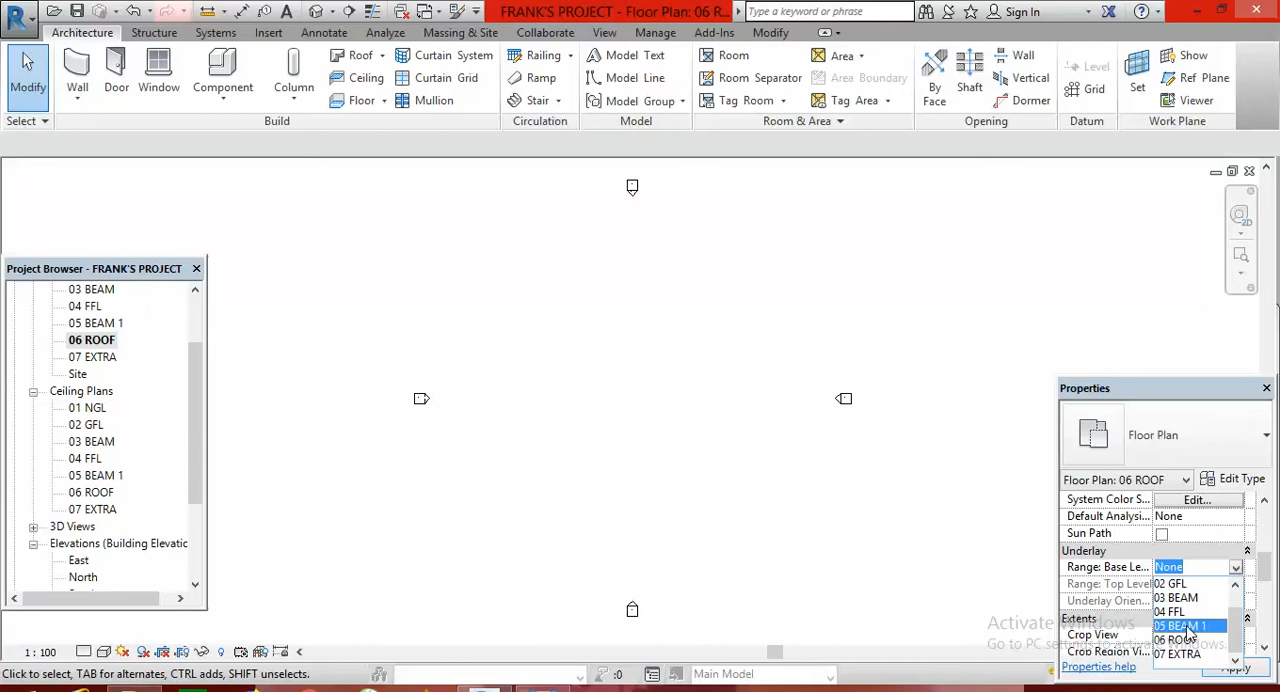 FRANK'S PROJECT - Floor Plan: 06 R...
Type a keyword or phrase
Sign In
Architecture Structure Systems Insert Annotate Analyze Massing & Site Collaborate View Manage Add-Ins Modify
Modify
Wall
Door
Window
Component
Column
Roof
Ceiling
Floor
Curtain System
Curtain Grid
Mullion
Railing
Ramp
Stair
Model Text
Model Line
Model Group
Room
Room Separator
Tag Room
Area
Area Boundary
Tag Area
By Face
Shaft
Wall
Vertical
Dormer
Level
Grid
Set
Show
Ref Plane
Viewer
Select Build Circulation Model Room & Area Opening Datum Work Plane
2D
Project Browser - FRANK'S PROJECT
03 BEAM
04 FFL
05 BEAM 1
06 ROOF
07 EXTRA
Site
Ceiling Plans
01 NGL
02 GFL
03 BEAM
04 FFL
05 BEAM 1
06 ROOF
07 EXTRA
3D Views
Elevations (Building Elevatio
East
North
Properties
Floor Plan
Floor Plan: 06 ROOF
Edit Type
System Color S... Edit...
Default Analysi... None
Sun Path
Underlay
Range: Base Le... None
Range: Top Level
Underlay Orien...
Extents
Crop View
Crop Region Vi...
02 GFL
03 BEAM
04 FFL
05 BEAM 1
06 ROOF
07 EXTRA
Properties help
Apply
Activate Windows
Go to PC settings to activate Windows.
1 : 100
Click to select, TAB for alternates, CTRL adds, SHIFT unselects.
:0
Main Model